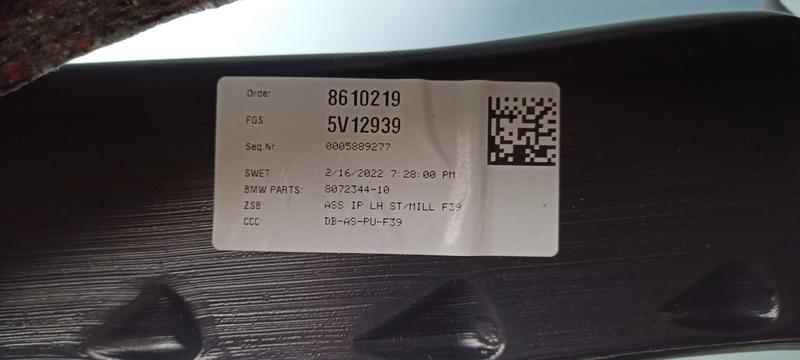 Order: 8610219
FGS: 5V12939
Seq.Nr. 0005889277
SWET 2/16/2022 7:28:00 PM
BMW PARTS: 8072344-10
ZSB: ASS IP LH ST/MILL F39
CCC: DB-AS-PU-F39